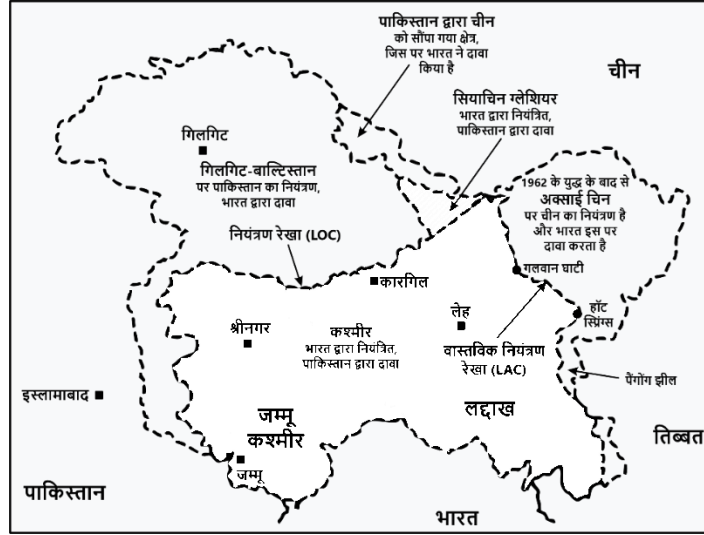 पाकिस्तान द्वारा चीन
को सौंपा गया क्षेत्र,
जिस पर भारत ने दावा
किया है
चीन
सियाचिन ग्लेशियर
भारत द्वारा नियंत्रित,
पाकिस्तान द्वारा दावा
गिलगिट
गिलगिट-बाल्टिस्तान
पर पाकिस्तान का नियंत्रण,
भारत द्वारा दावा
1962 के युद्ध के बाद से
अक्साई चिन
पर चीन का नियंत्रण है
और भारत इस पर
दावा करता है
नियंत्रण रेखा (LOC)
गलवान घाटी
कारगिल
हॉट
स्प्रिंग्स
लेह
श्रीनगर
कश्मीर
भारत द्वारा नियंत्रित,
पाकिस्तान द्वारा दावा
वास्तविक नियंत्रण
रेखा (LAC)
पैंगोंग झील
इस्लामाबाद
जम्मू
कश्मीर
लद्दाख
तिब्बत
जम्मू
पाकिस्तान
भारत